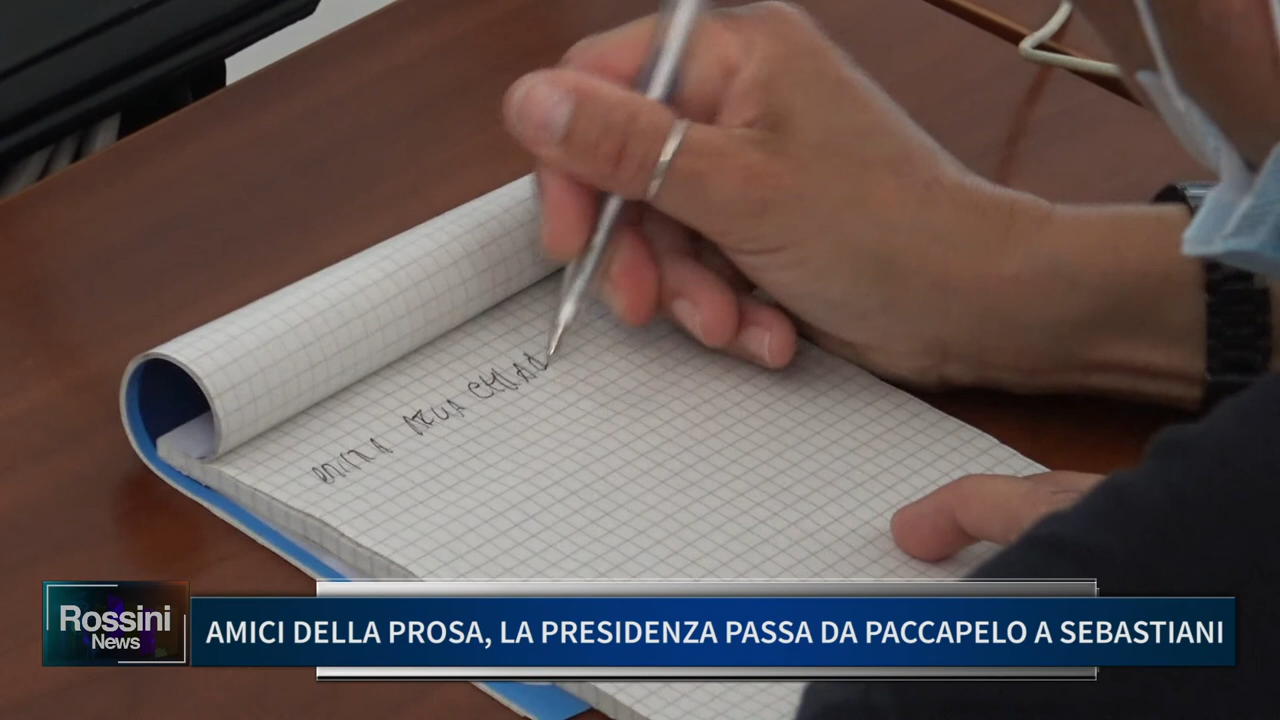 Rossini
News
AMICI DELLA PROSA, LA PRESIDENZA PASSA DA PACCAPELO A SEBASTIANI